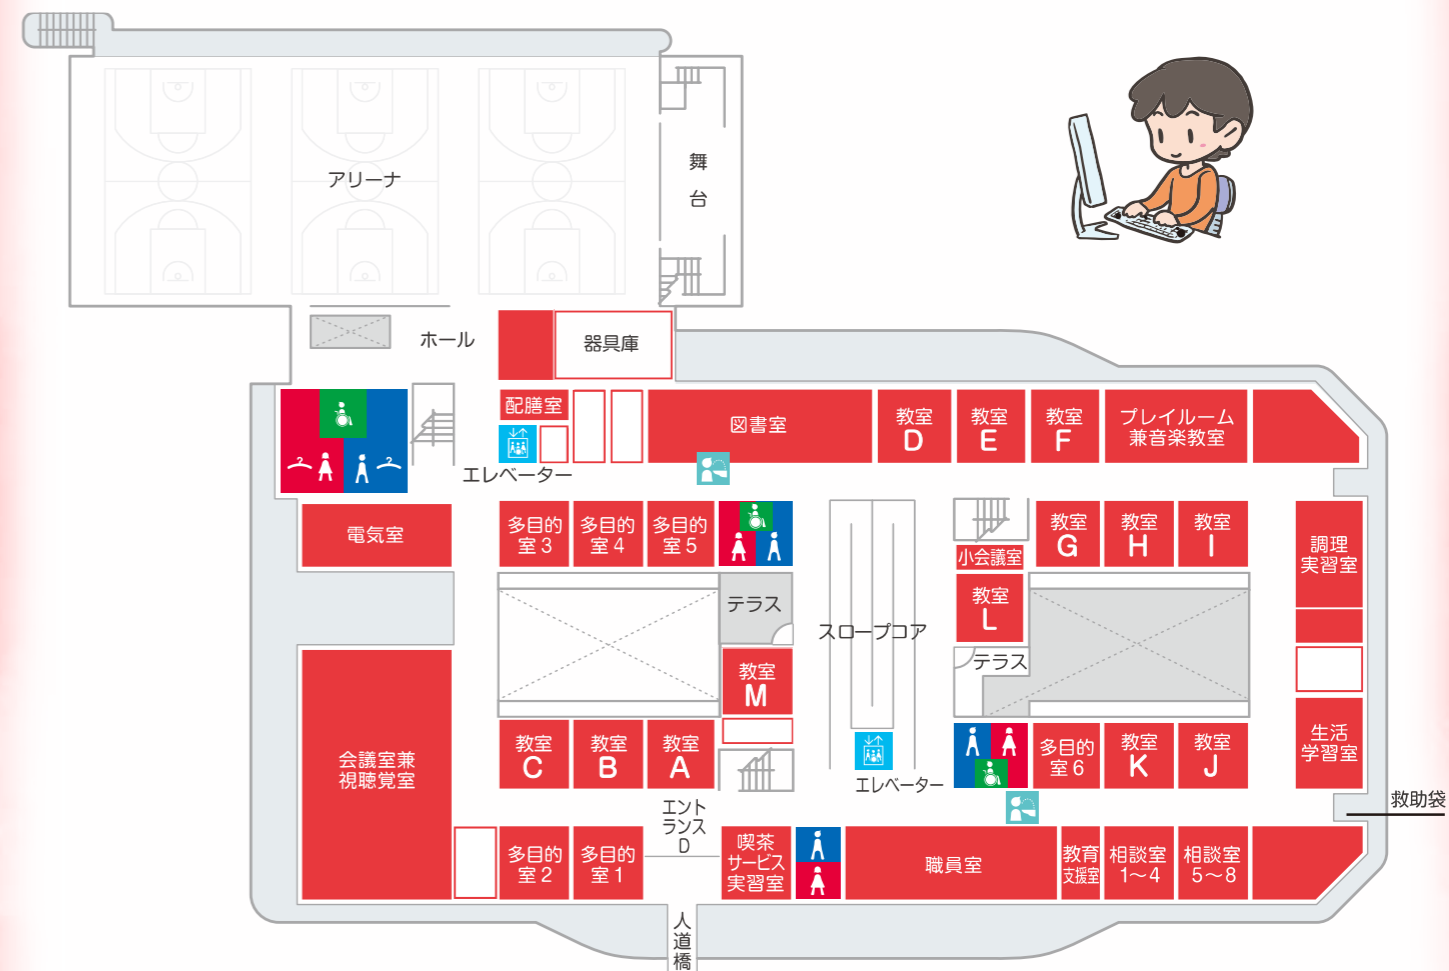 アリーナ
舞
台
ホール
器具庫
配膳室
エレベーター
図書室
教室
D
教室
E
教室
F
プレイルーム
兼音楽教室
電気室
多目的
室3
多目的
室4
多目的
室5
小会議室
教室
G
教室
H
教室
I
調理
実習室
テラス
スロープコア
教室
L
テラス
教室
M
会議室兼
視聴覚室
教室
C
教室
B
教室
A
エレベーター
多目的
室6
教室
K
教室
J
生活
学習室
救助袋
エント
ランス
D
多目的
室2
多目的
室1
喫茶
サービス
実習室
職員室
教育
支援室
相談室
1〜4
相談室
5〜8
人
道
橋